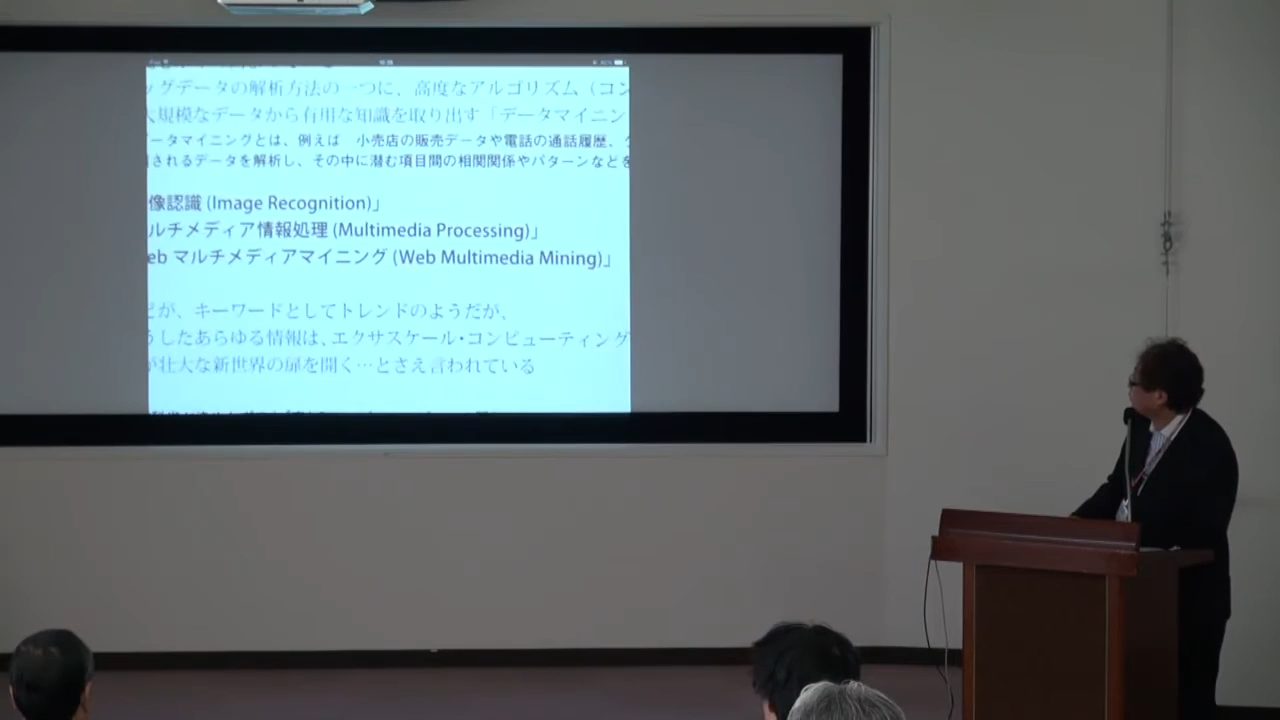 ッグデータの解析方法の一つに、高度なアルゴリズム（コン
大規模なデータから有用な知識を取り出す「データマイニン
ータマイニングとは、例えば 小売店の販売データや電話の通話履歴、ク
されるデータを解析し、その中に潜む項目間の相関関係やパターンなどを
像認識 (Image Recognition)」
ルチメディア情報処理 (Multimedia Processing)」
eb マルチメディアマイニング (Web Multimedia Mining)」
だが、キーワードとしてトレンドのようだが、
うしたあらゆる情報は、エクサスケール・コンピューティング
が壮大な新世界の扉を開く…とさえ言われている